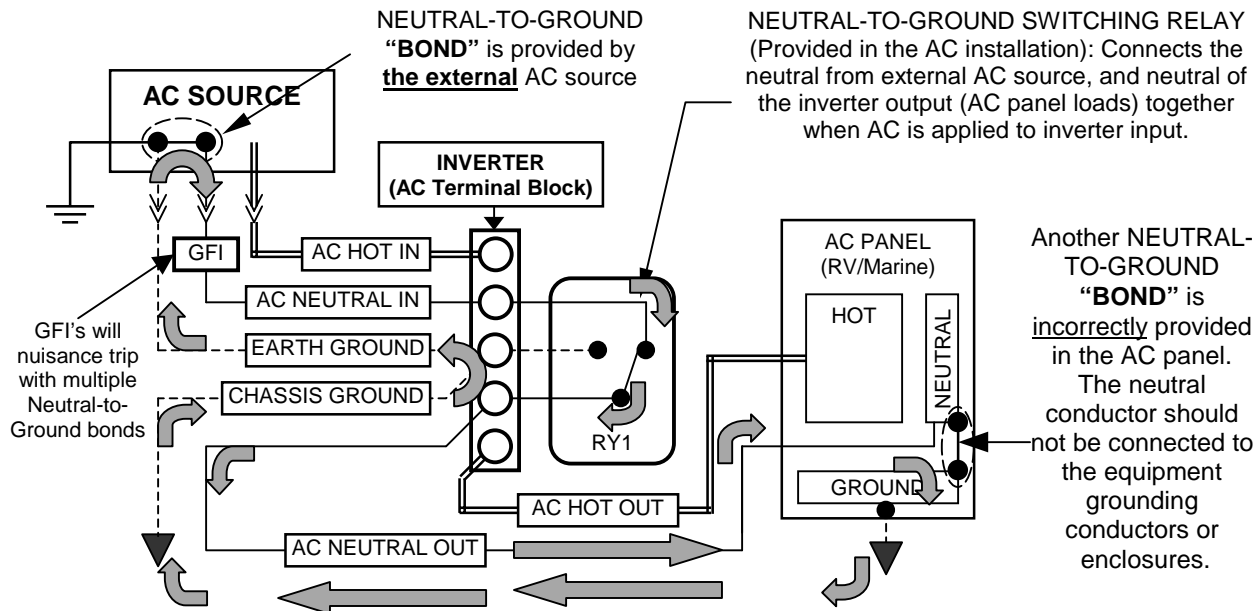 NEUTRAL-TO-GROUND
“BOND” is provided by
the external AC source
NEUTRAL-TO-GROUND SWITCHING RELAY
(Provided in the AC installation): Connects the
neutral from external AC source, and neutral of
the inverter output (AC panel loads) together
when AC is applied to inverter input.
AC SOURCE
INVERTER
(AC Terminal Block)
GFI
AC HOT IN
AC NEUTRAL IN
EARTH GROUND
CHASSIS GROUND
GFI's will
nuisance trip
with multiple
Neutral-to-
Ground bonds
RY1
AC PANEL
(RV/Marine)
HOT
NEUTRAL
GROUND
Another NEUTRAL-
TO-GROUND
“BOND” is
incorrectly provided
in the AC panel.
The neutral
conductor should
not be connected to
the equipment
grounding
conductors or
enclosures.
AC HOT OUT
AC NEUTRAL OUT